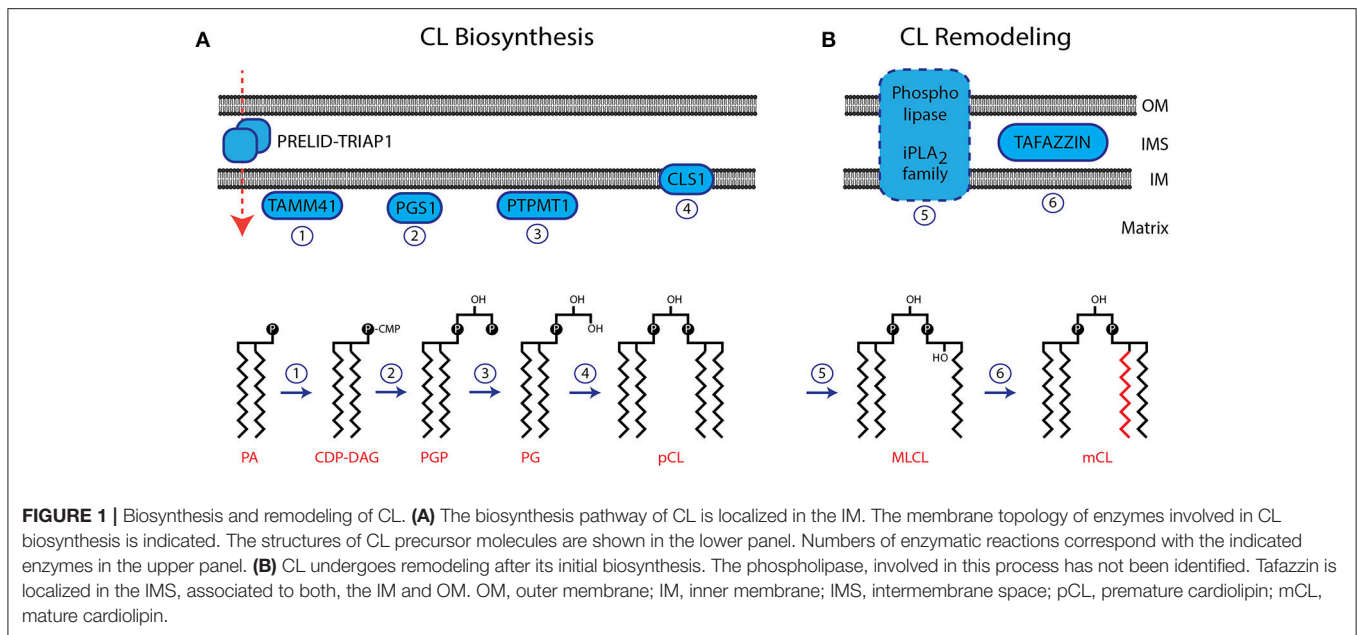 A CL Biosynthesis
B CL Remodeling
PRELID-TRIAP1
TAMM41
1
PGS1
2
PTPMT1
3
CLS1
4
Phospho
lipase
iPLA2
family
5
TAFAZZIN
6
OM
IMS
IM
Matrix
P
1
P -CMP
2
OH
P P
3
OH
P OH
4
OH
P P
5
OH
P P
HO
6
OH
P P
PA CDP-DAG PGP PG pCL MLCL mCL
FIGURE 1 | Biosynthesis and remodeling of CL. (A) The biosynthesis pathway of CL is localized in the IM. The membrane topology of enzymes involved in CL
biosynthesis is indicated. The structures of CL precursor molecules are shown in the lower panel. Numbers of enzymatic reactions correspond with the indicated
enzymes in the upper panel. (B) CL undergoes remodeling after its initial biosynthesis. The phospholipase, involved in this process has not been identified. Tafazzin is
localized in the IMS, associated to both, the IM and OM. OM, outer membrane; IM, inner membrane; IMS, intermembrane space; pCL, premature cardiolipin; mCL,
mature cardiolipin.